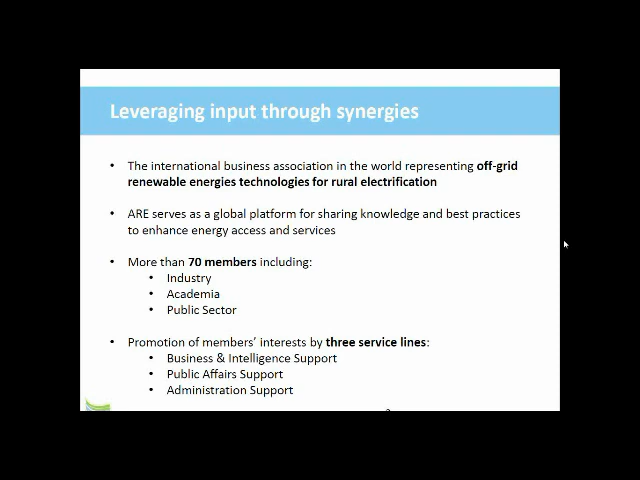 Leveraging input through synergies
• The international business association in the world representing off-grid
renewable energies technologies for rural electrification
• ARE serves as a global platform for sharing knowledge and best practices
to enhance energy access and services
• More than 70 members including:
• Industry
• Academia
• Public Sector
• Promotion of members’ interests by three service lines:
• Business & Intelligence Support
• Public Affairs Support
• Administration Support